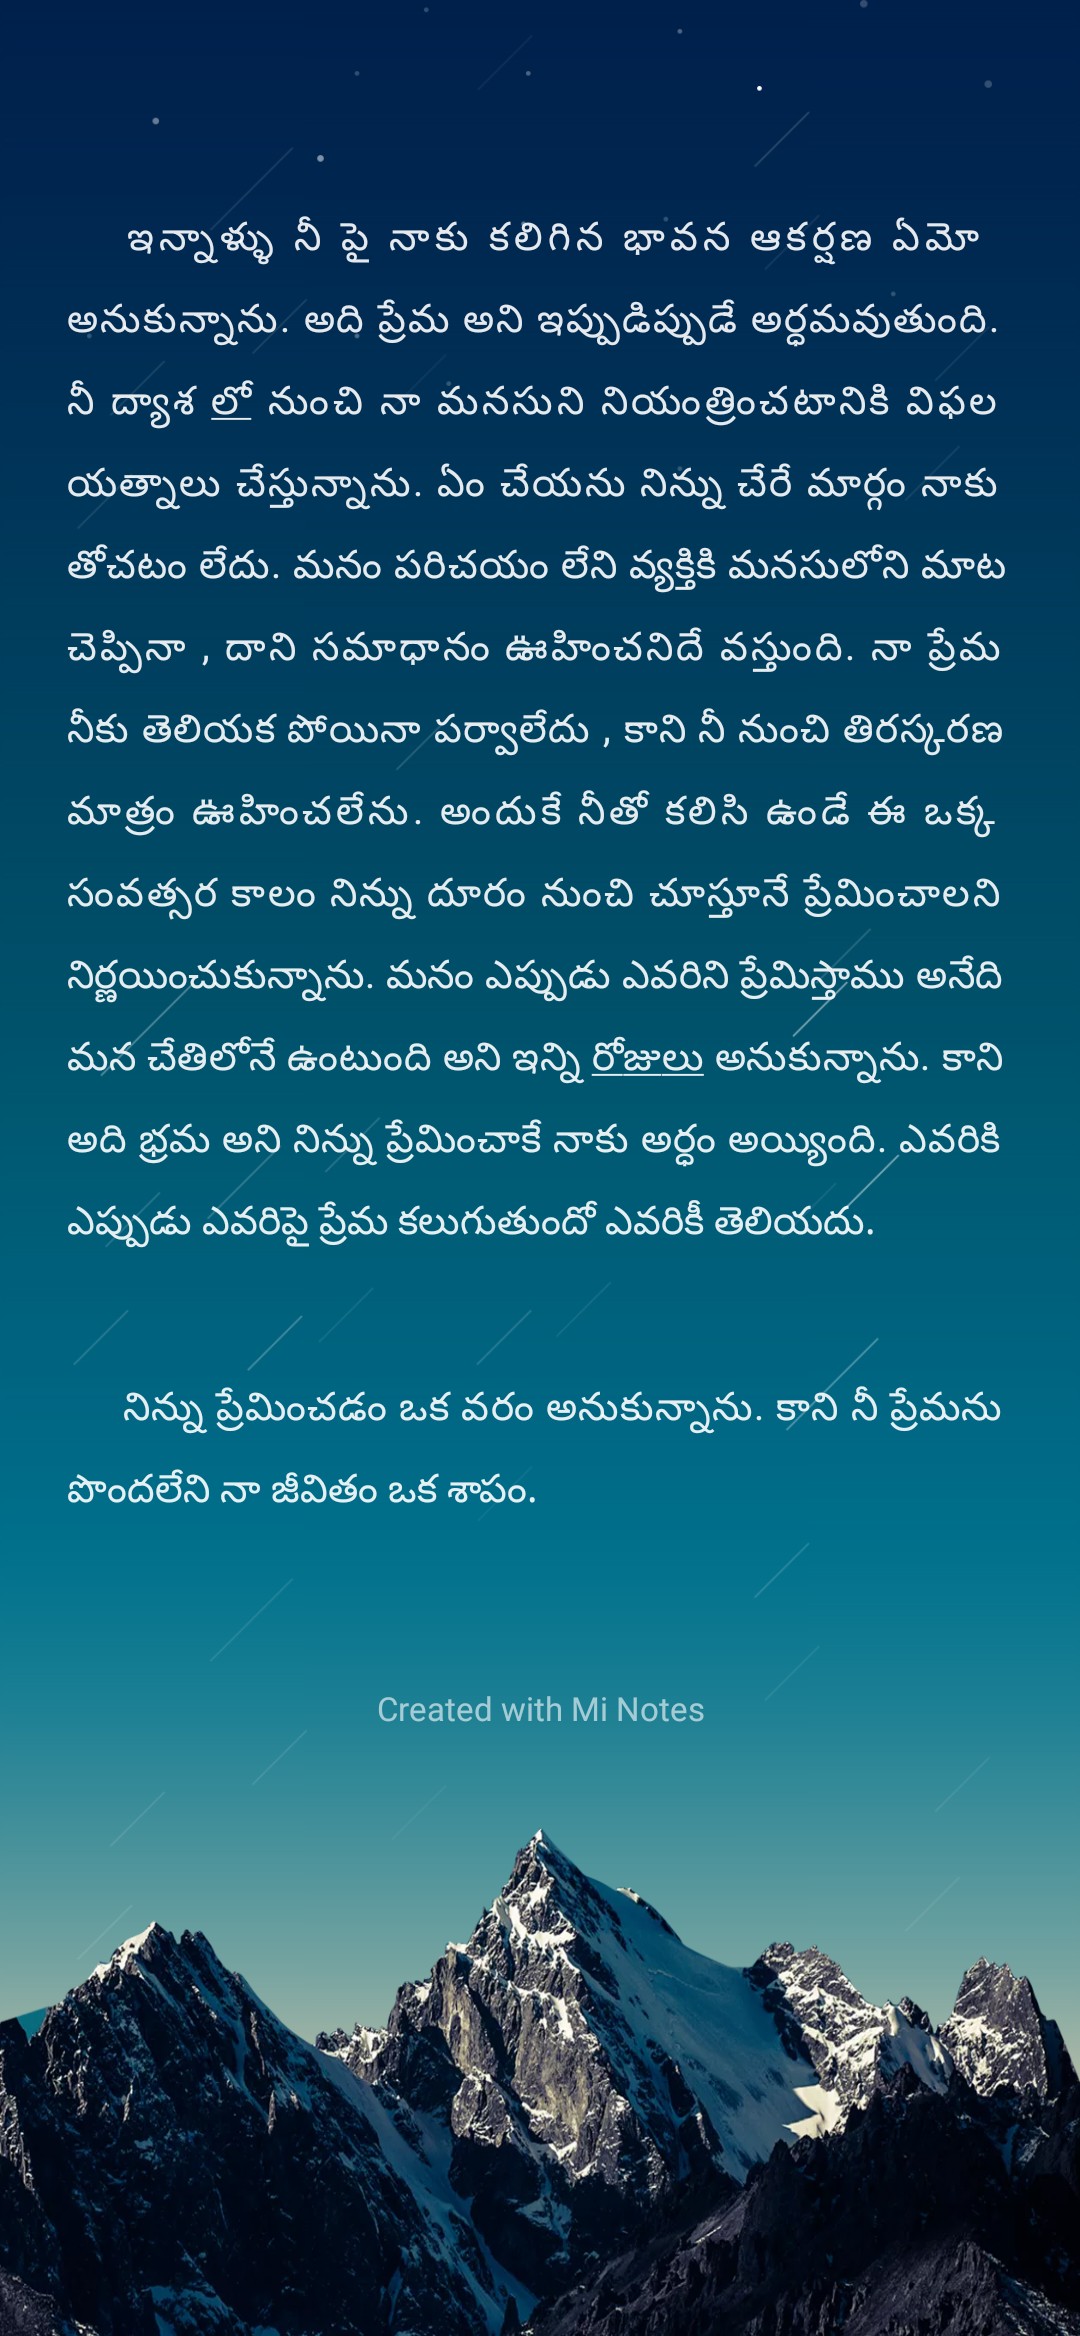 ఇన్నాళ్ళు నీ పై నాకు కలిగిన భావన ఆకర్షణ ఏమో
అనుకున్నాను. అది ప్రేమ అని ఇప్పుడిప్పుడే అర్ధమవుతుంది.
నీ ద్యాశ లో నుంచి నా మనసుని నియంత్రించటానికి విఫల
యత్నాలు చేస్తున్నాను. ఏం చేయను నిన్ను చేరే మార్గం నాకు
తోచటం లేదు. మనం పరిచయం లేని వ్యక్తికి మనసులోని మాట
చెప్పినా , దాని సమాధానం ఊహించనిదే వస్తుంది. నా ప్రేమ
నీకు తెలియక పోయినా పర్వాలేదు , కాని నీ నుంచి తిరస్కరణ
మాత్రం ఊహించలేను. అందుకే నీతో కలిసి ఉండే ఈ ఒక్క
సంవత్సర కాలం నిన్ను దూరం నుంచి చూస్తూనే ప్రేమించాలని
నిర్ణయించుకున్నాను. మనం ఎప్పుడు ఎవరిని ప్రేమిస్తాము అనేది
మన చేతిలోనే ఉంటుంది అని ఇన్ని రోజులు అనుకున్నాను. కాని
అది భ్రమ అని నిన్ను ప్రేమించాకే నాకు అర్ధం అయ్యింది. ఎవరికి
ఎప్పుడు ఎవరిపై ప్రేమ కలుగుతుందో ఎవరికీ తెలియదు.
నిన్ను ప్రేమించడం ఒక వరం అనుకున్నాను. కాని నీ ప్రేమను
పొందలేని నా జీవితం ఒక శాపం.
Created with Mi Notes